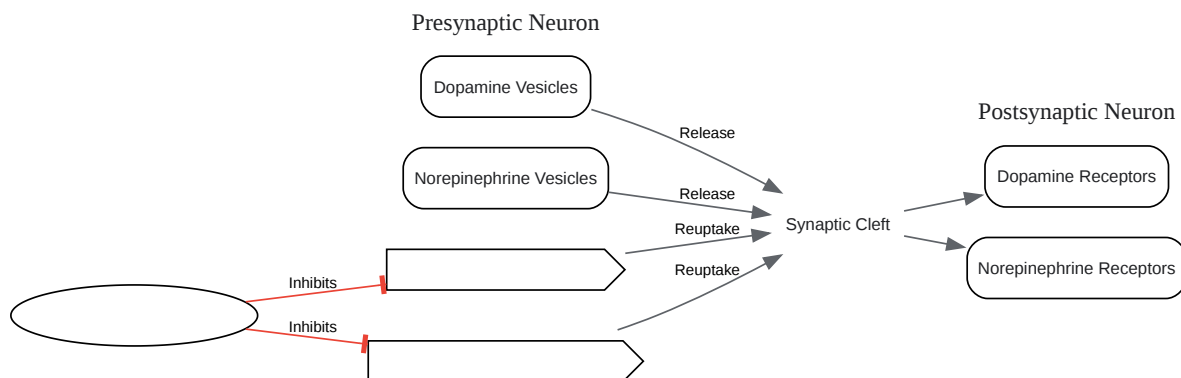 Presynaptic Neuron
Dopamine Vesicles
Release
Postsynaptic Neuron
Norepinephrine Vesicles
Release
Dopamine Receptors
Reuptake
Synaptic Cleft
Inhibits
Reuptake
Norepinephrine Receptors
Inhibits